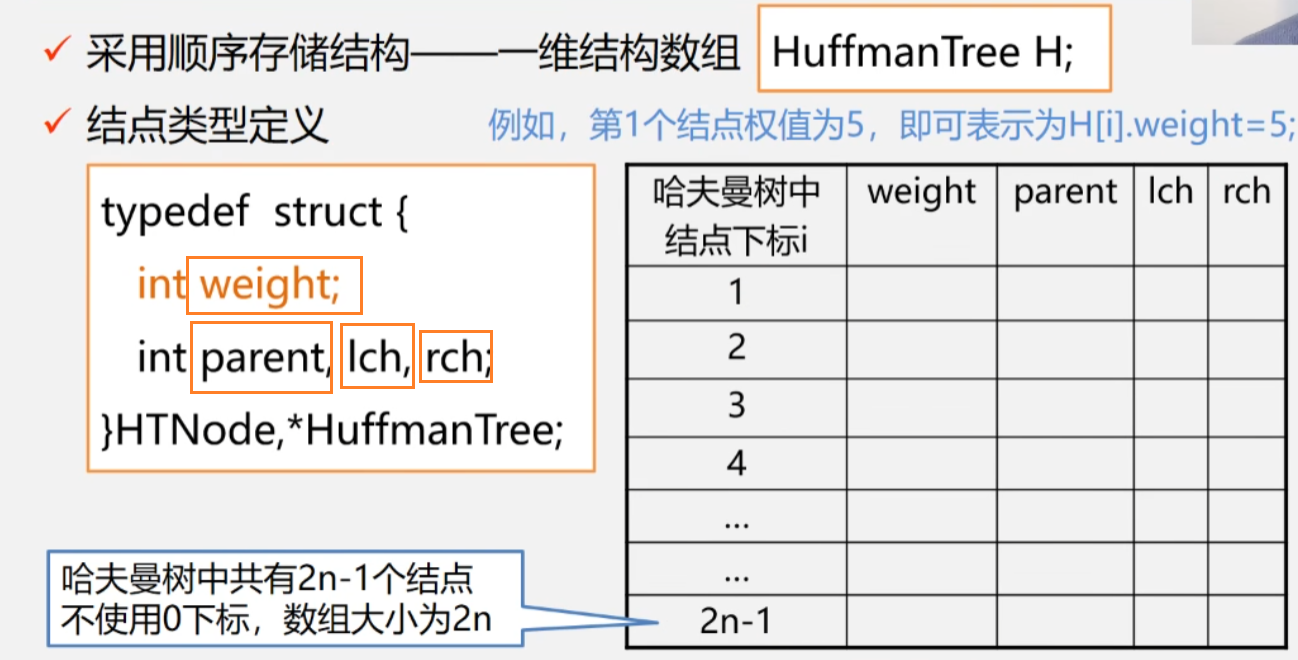 ✓ 采用顺序存储结构——一维结构数组 HuffmanTree H;
✓ 结点类型定义
例如，第1个结点权值为5，即可表示为H[i].weight=5;
typedef struct {
int weight;
int parent, lch, rch;
}HTNode,*HuffmanTree;
哈夫曼树中
结点下标i
weight parent lch rch
1
2
3
4
...
...
2n-1
哈夫曼树中共有2n-1个结点
不使用0下标，数组大小为2n